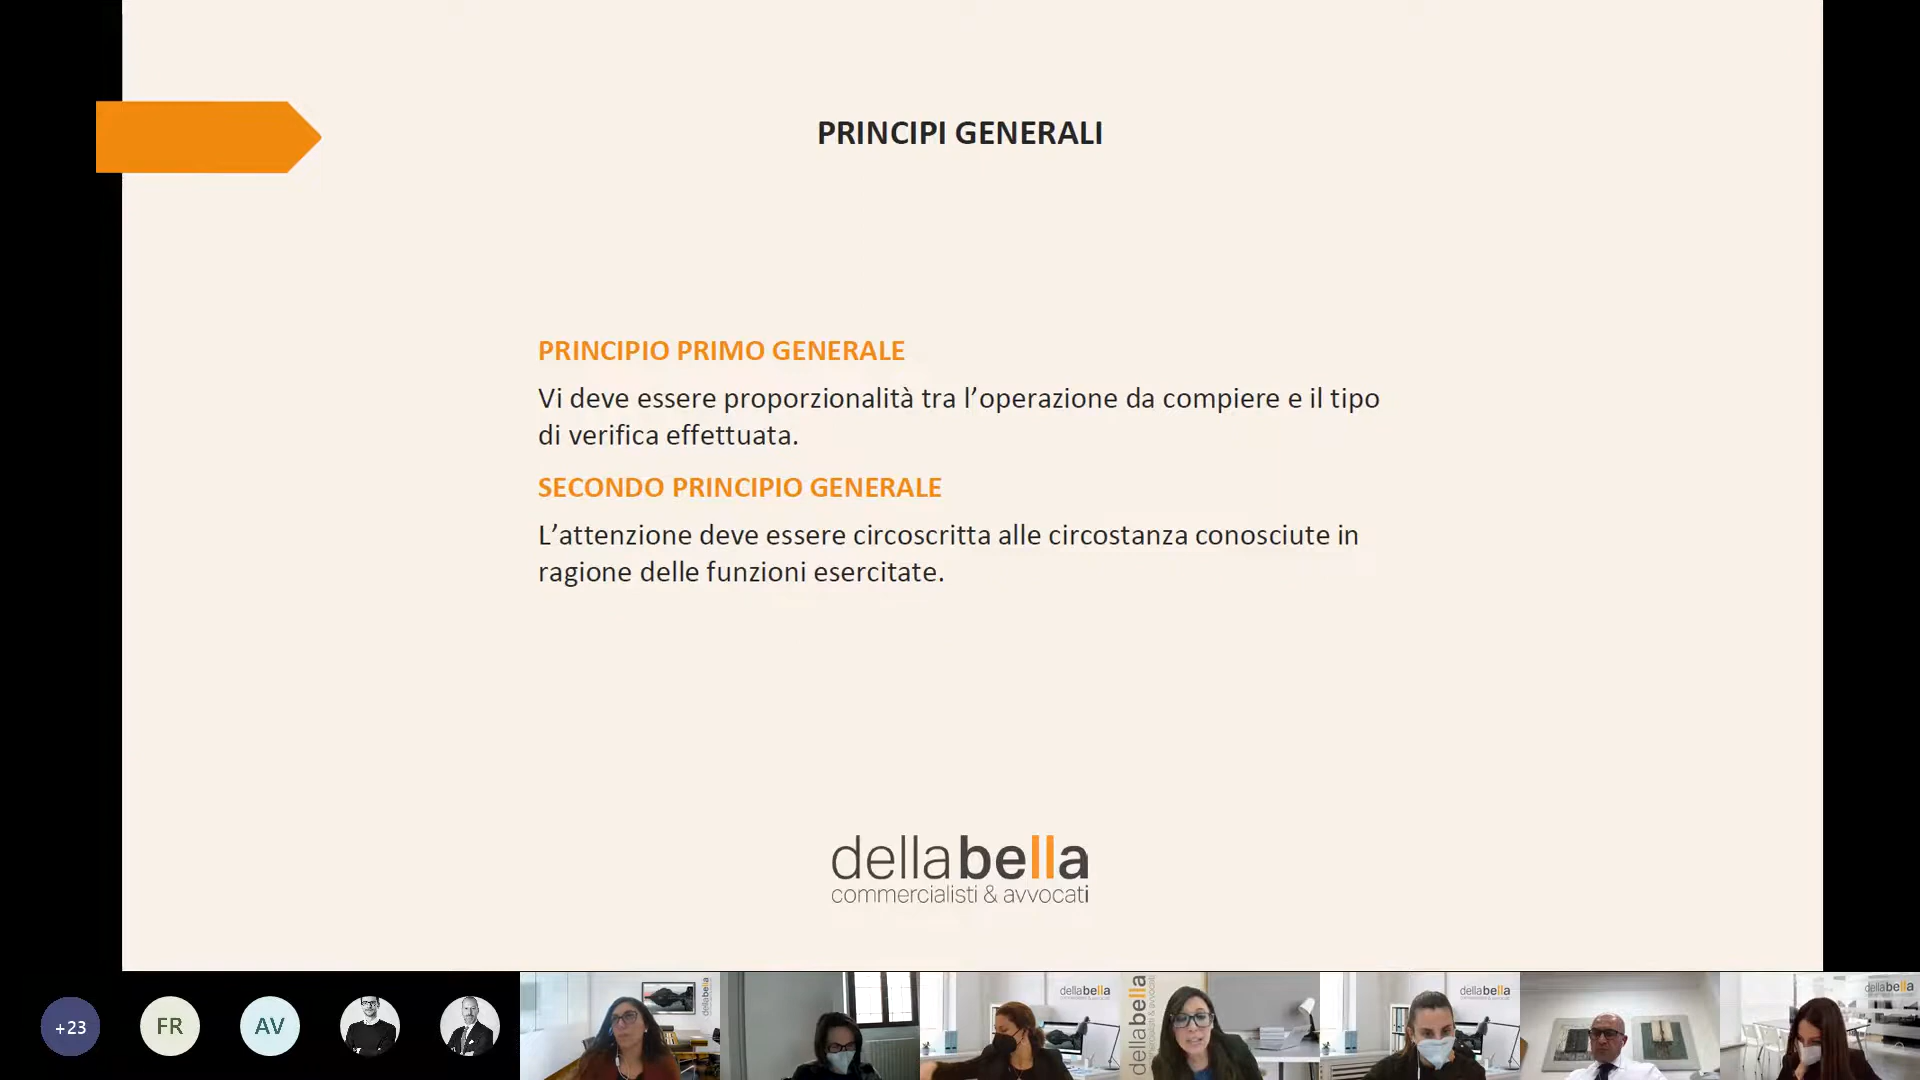 PRINCIPI GENERALI
PRINCIPIO PRIMO GENERALE
Vi deve essere proporzionalità tra l’operazione da compiere e il tipo
di verifica effettuata.
SECONDO PRINCIPIO GENERALE
L’attenzione deve essere circoscritta alle circostanza conosciute in
ragione delle funzioni esercitate.
dellabella
commercialisti & avvocati
+23
FR
AV
dellabella
dellabella
dellabella
dellabella
dellabella